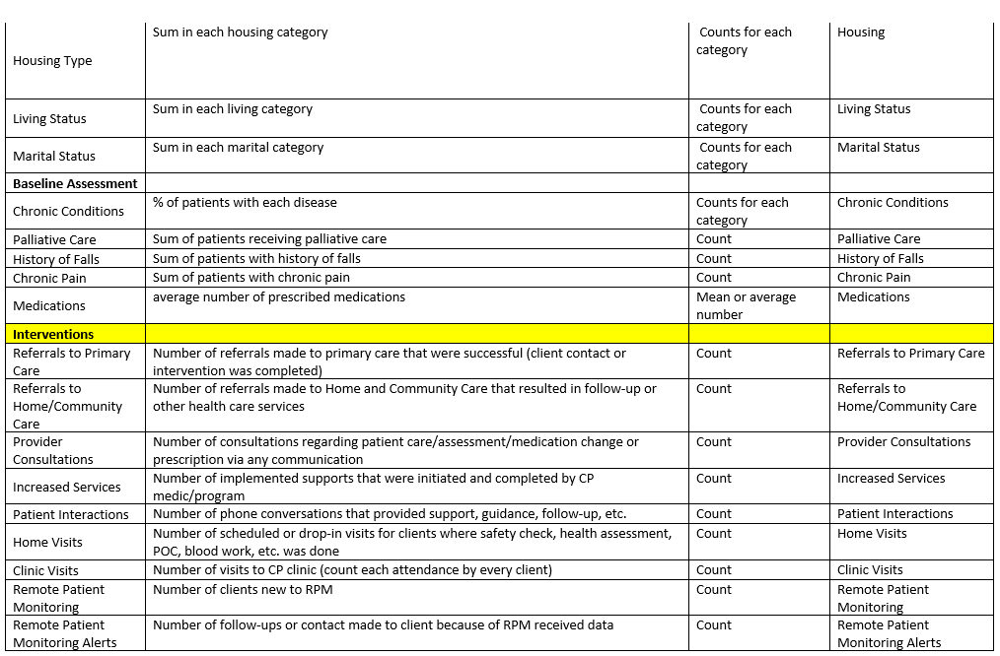 Housing Type
Sum in each housing category
Counts for each
category
Housing
Living Status
Sum in each living category
Counts for each
category
Living Status
Marital Status
Sum in each marital category
Counts for each
category
Marital Status
Baseline Assessment
Chronic Conditions
% of patients with each disease
Counts for each
category
Chronic Conditions
Palliative Care
Sum of patients receiving palliative care
Count
Palliative Care
History of Falls
Sum of patients with history of falls
Count
History of Falls
Chronic Pain
Sum of patients with chronic pain
Count
Chronic Pain
Medications
average number of prescribed medications
Mean or average
number
Medications
Interventions
Referrals to Primary
Care
Number of referrals made to primary care that were successful (client contact or
intervention was completed)
Count
Referrals to Primary Care
Referrals to
Home/Community
Care
Number of referrals made to Home and Community Care that resulted in follow-up or
other health care services
Count
Referrals to
Home/Community Care
Provider
Consultations
Number of consultations regarding patient care/assessment/medication change or
prescription via any communication
Count
Provider Consultations
Increased Services
Number of implemented supports that were initiated and completed by CP
medic/program
Count
Increased Services
Patient Interactions
Number of phone conversations that provided support, guidance, follow-up, etc.
Count
Patient Interactions
Home Visits
Number of scheduled or drop-in visits for clients where safety check, health assessment,
POC, blood work, etc. was done
Count
Home Visits
Clinic Visits
Number of visits to CP clinic (count each attendance by every client)
Count
Clinic Visits
Remote Patient
Monitoring
Number of clients new to RPM
Count
Remote Patient
Monitoring
Remote Patient
Monitoring Alerts
Number of follow-ups or contact made to client because of RPM received data
Count
Remote Patient
Monitoring Alerts